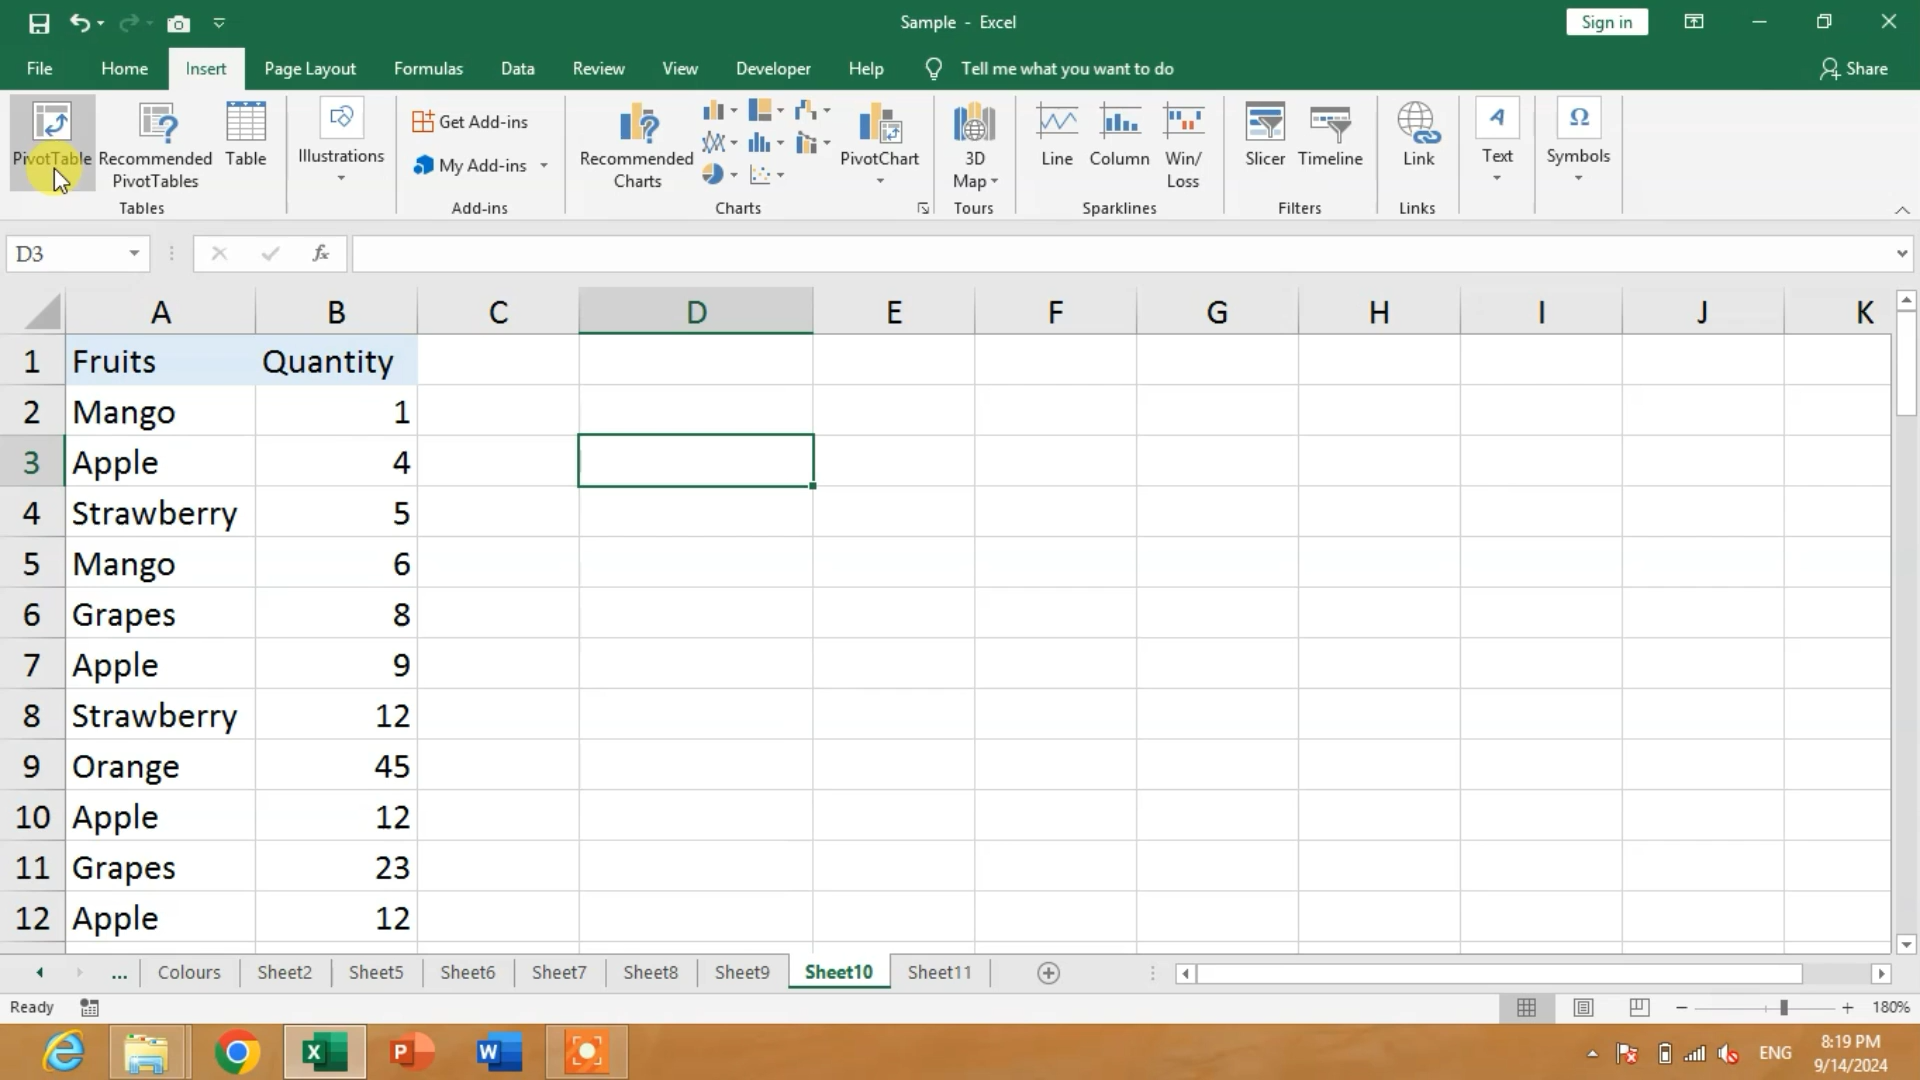 Sample - Excel
Sign in
File Home Insert Page Layout Formulas Data Review View Developer Help Tell me what you want to do Share
PivotTable
Recommended
PivotTables
Table
Tables
Illustrations
Get Add-ins
My Add-ins
Add-ins
Recommended
Charts
PivotChart
Charts
3D
Map
Tours
Line
Column
Win/
Loss
Sparklines
Slicer
Timeline
Filters
Link
Links
Text
Symbols
D3
fx
A B C D E F G H I J K
1 Fruits Quantity
2 Mango 1
3 Apple 4
4 Strawberry 5
5 Mango 6
6 Grapes 8
7 Apple 9
8 Strawberry 12
9 Orange 45
10 Apple 12
11 Grapes 23
12 Apple 12
... Colours Sheet2 Sheet5 Sheet6 Sheet7 Sheet8 Sheet9 Sheet10 Sheet11
Ready
180%
ENG
8:19 PM
9/14/2024